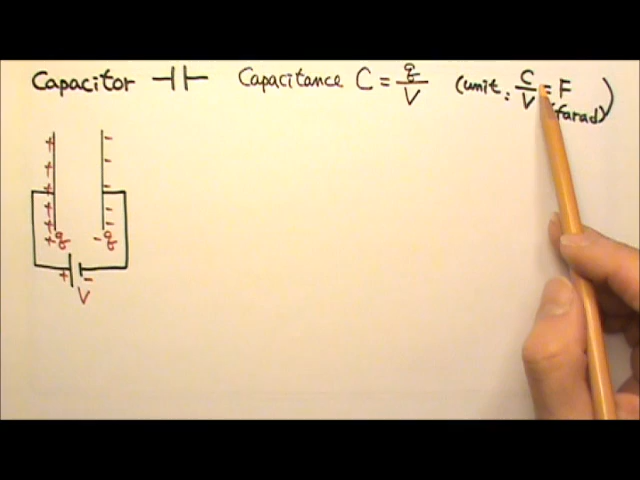 Capacitor Capacitance C = q/V (unit: C/V = F
(farad))
+ -
+ -
+ -
+ -
+ -
+q -q
+ -
V